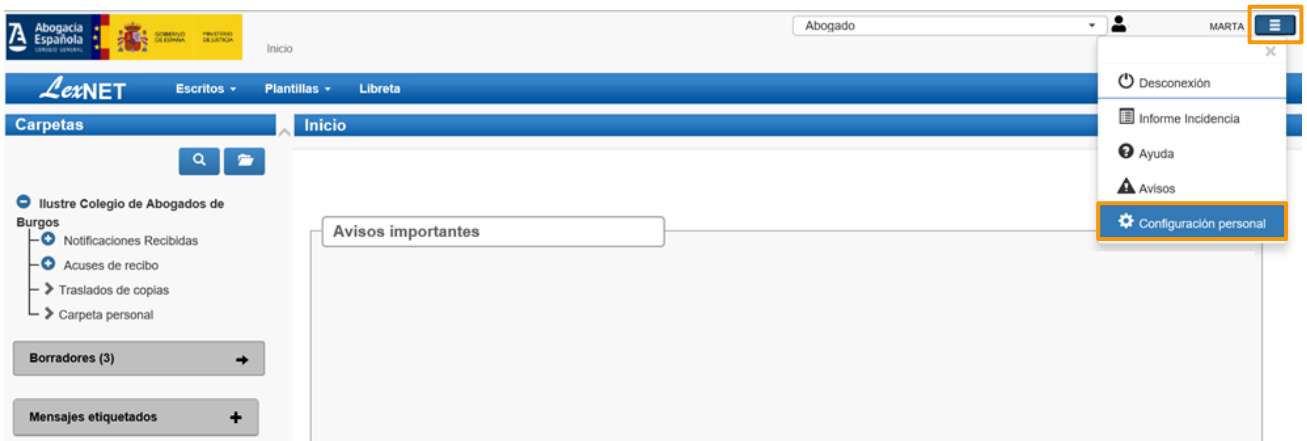 Abogacía
Española
CONSEJO GENERAL
GOBIERNO
DE ESPAÑA
MINISTERIO
DE JUSTICIA
Inicio
Abogado
MARTA
×
LexNET
Escritos
Plantillas
Libreta
Desconexión
Informe Incidencia
Ayuda
Avisos
Configuración personal
Carpetas
Inicio
Ilustre Colegio de Abogados de
Burgos
Notificaciones Recibidas
Acuses de recibo
Traslados de copias
Carpeta personal
Avisos importantes
Borradores (3)
Mensajes etiquetados